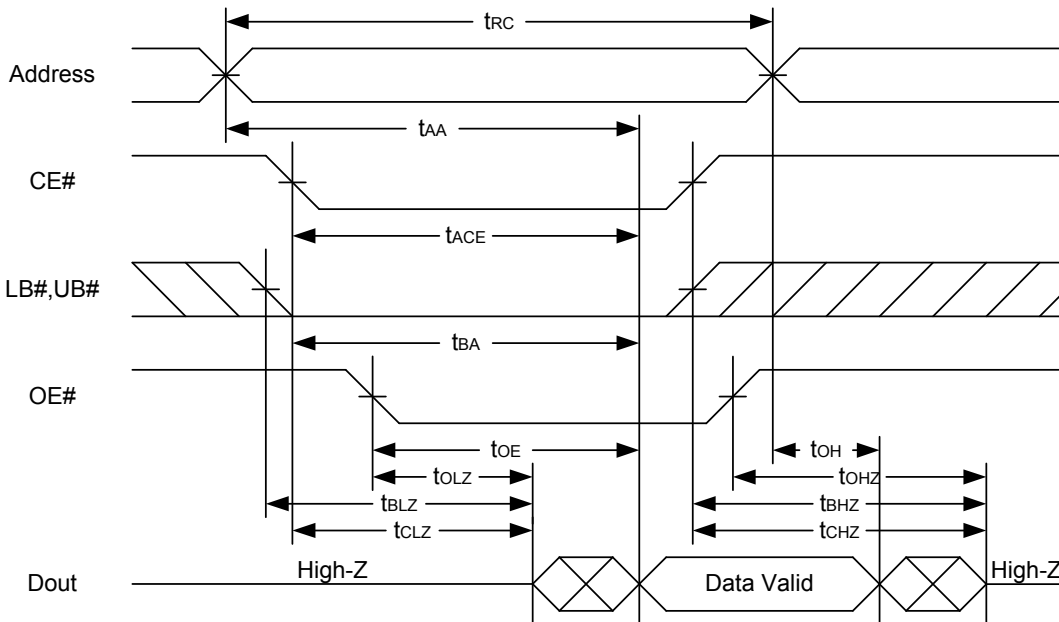 tRC
Address
tAA
CE#
tACE
LB#,UB#
tBA
OE#
tOE
tOH
tOLZ
tOHZ
tBLZ
tBHZ
tCLZ
tCHZ
High-Z
Dout
Data Valid
High-Z